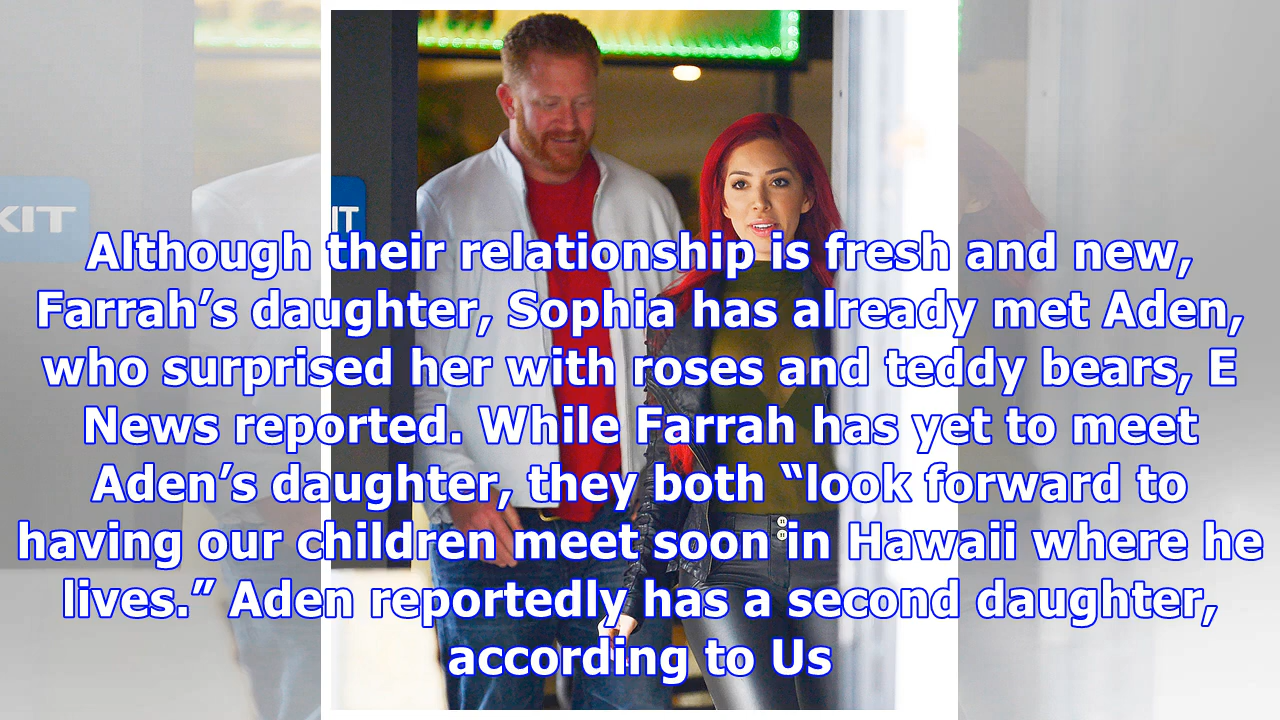 KIT
IT
Although their relationship is fresh and new,
Farrah’s daughter, Sophia has already met Aden,
who surprised her with roses and teddy bears, E
News reported. While Farrah has yet to meet
Aden’s daughter, they both “look forward to
having our children meet soon in Hawaii where he
lives.” Aden reportedly has a second daughter,
according to Us